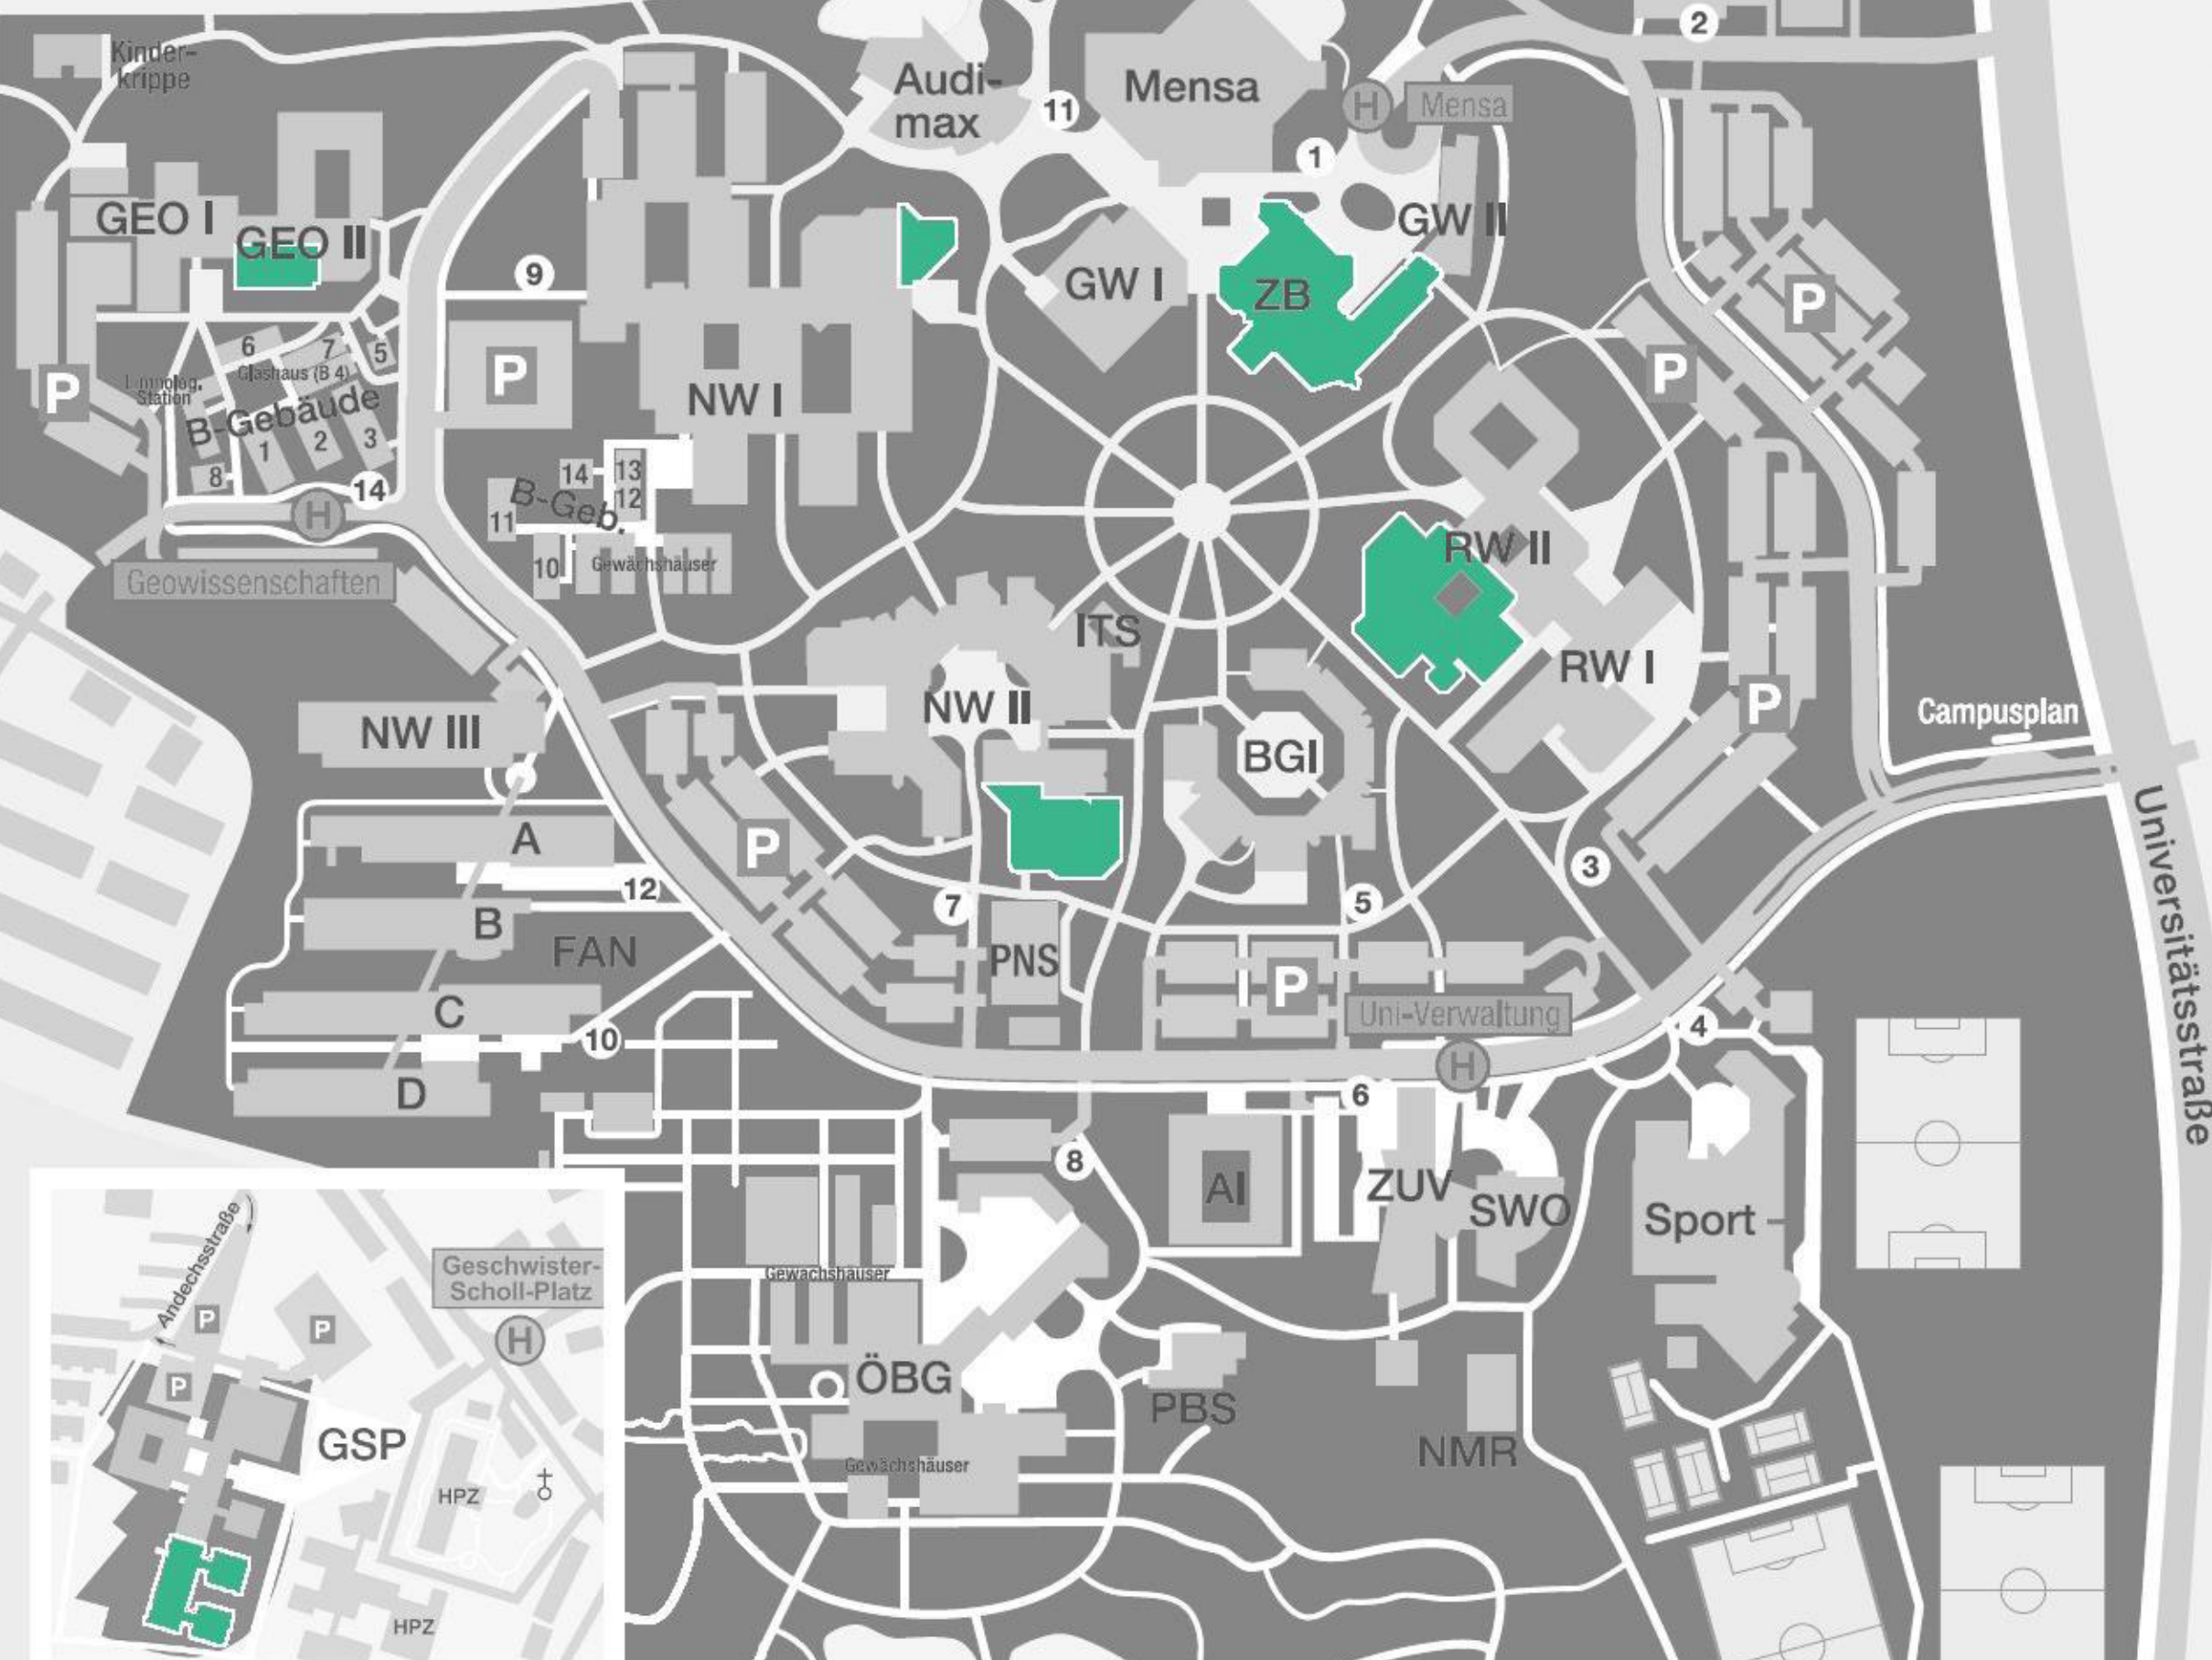 2
Kinder-
krippe
Audi-
max
11
Mensa
H
Mensa
1
GEO I
GEO II
9
GW I
ZB
GW II
P
6
7
5
Glashaus (B 4)
Limnolog.
Station
P
B-Gebäude
1
2
3
8
14
H
Geowissenschaften
P
NW I
14
13
12
B-Geb.
11
10
Gewächshäuser
P
RW II
ITS
RW I
NW II
BGI
NW III
P
Campusplan
Universitätsstraße
A
P
12
3
B
7
5
FAN
PNS
P
C
Uni-Verwaltung
10
4
H
D
6
8
AI
ZUV
SWO
Sport
Gewächshäuser
ÖBG
PBS
NMR
Gewächshäuser
Andechsstraße
Geschwister-
Scholl-Platz
H
P
P
P
GSP
HPZ
HPZ